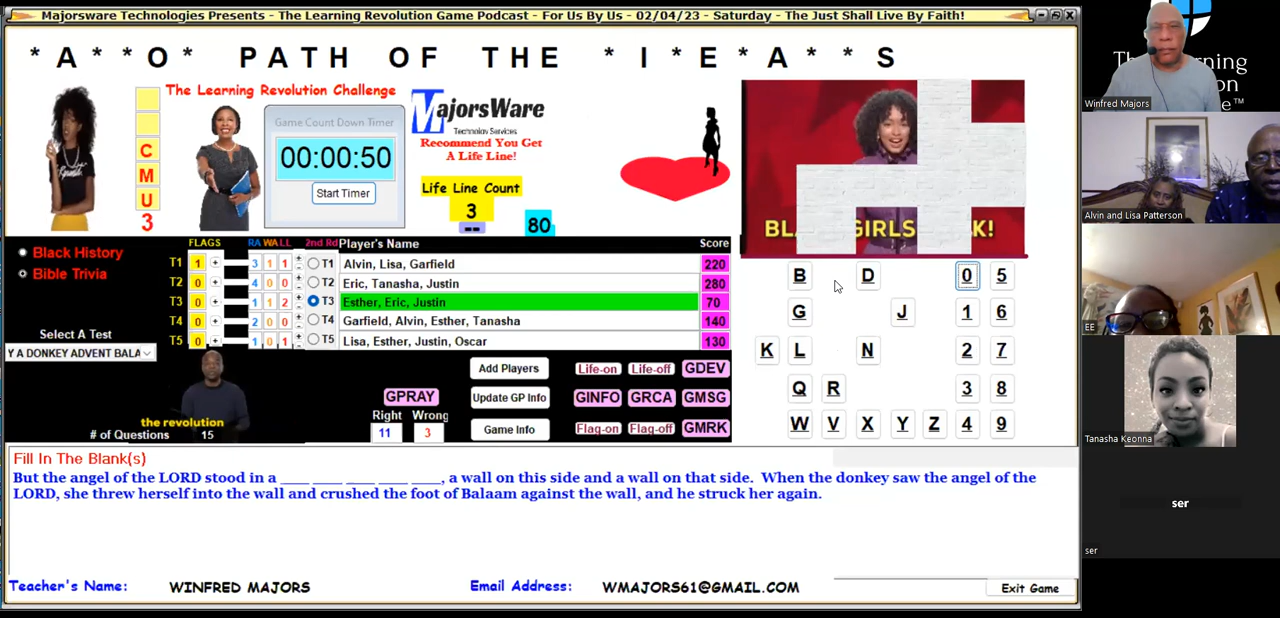 Majorsware Technologies Presents - The Learning Revolution Game Podcast - For Us By Us - 02/04/23 - Saturday - The Just Shall Live By Faith!
*A**O* PATH OF THE *I*E*A**S
The Learning Revolution Challenge
Game Count Down Timer
00:00:50
Start Timer
MajorsWare
Technology Services
Recommend You Get
A Life Line!
Life Line Count
3
--
80
C
M
U
3
FLAGS RA WA LL 2nd Rd Player's Name Score
T1 1 + 3 1 1 T1 Alvin, Lisa, Garfield 220
T2 0 + 4 0 0 T2 Eric, Tanasha, Justin 280
T3 0 + 1 1 2 T3 Esther, Eric, Justin 70
T4 0 + 2 0 0 T4 Garfield, Alvin, Esther, Tanasha 140
T5 0 + 1 0 1 T5 Lisa, Esther, Justin, Oscar 130
Black History
Bible Trivia
Select A Test
Y A DONKEY ADVENT BALA
the revolution
# of Questions 15
GPRAY
Right Wrong
11 3
Add Players Life-on Life-off GDEV
Update GP Info GINFO GRCA GMSG
Game Info Flag-on Flag-off GMRK
GIRLS
K!
B D 0 5
G J 1 6
K L N 2 7
Q R 3 8
W V X Y Z 4 9
Fill In The Blank(s)
But the angel of the LORD stood in a ____ ____ ____ ____ ____, a wall on this side and a wall on that side. When the donkey saw the angel of the
LORD, she threw herself into the wall and crushed the foot of Balaam against the wall, and he struck her again.
Teacher's Name: WINFRED MAJORS Email Address: WMAJORS61@GMAIL.COM
Exit Game
Winfred Majors
Alvin and Lisa Patterson
EE
Tanasha Keonna
ser
ser